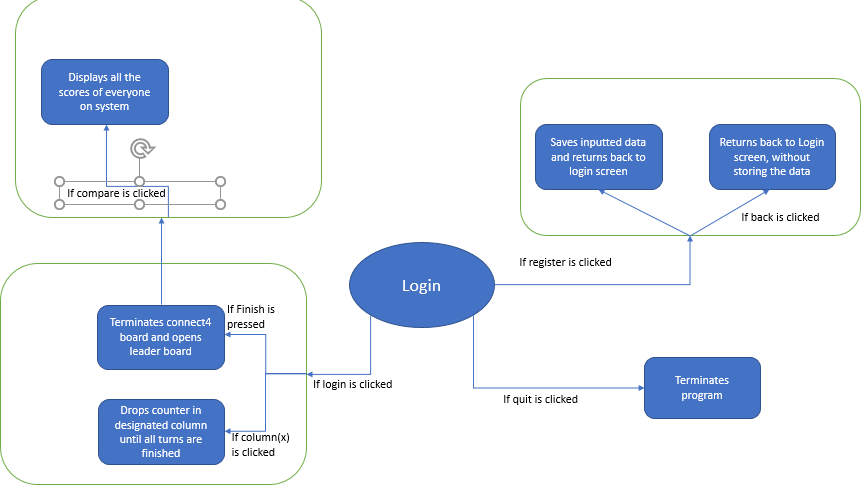 Displays all the
scores of everyone
on system
If compare is clicked
Saves inputted data
and returns back to
login screen
Returns back to Login
screen, without
storing the data
If back is clicked
If register is clicked
Login
If Finish is
pressed
Terminates connect4
board and opens
leader board
If login is clicked
Drops counter in
designated column
until all turns are
finished
If column(x)
is clicked
If quit is clicked
Terminates
program